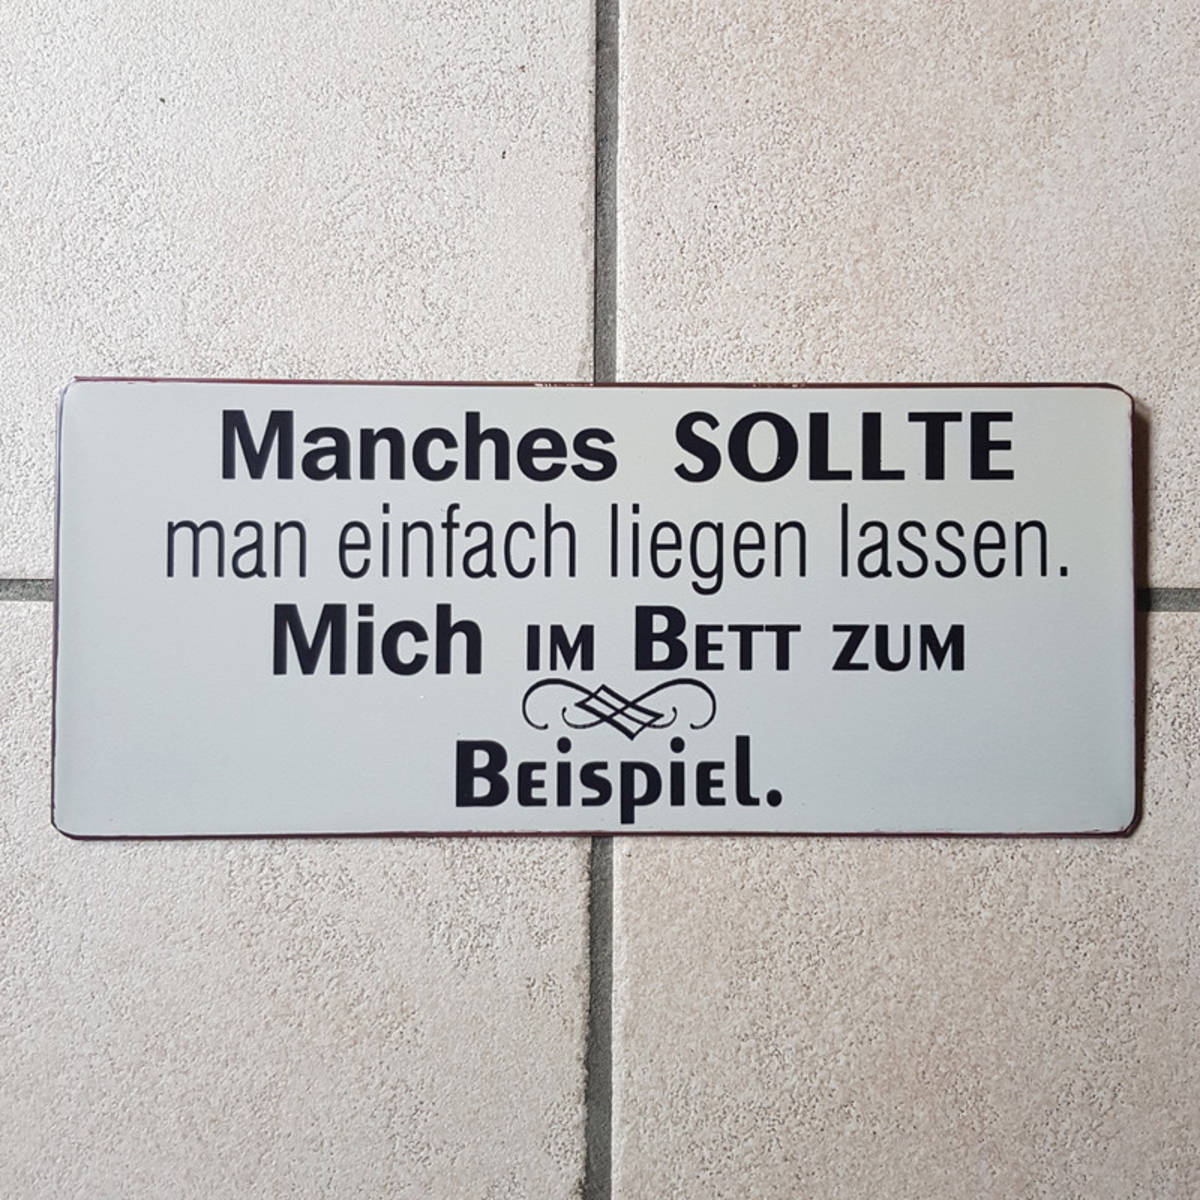 Manches SOLLTE
man einfach liegen lassen.
Mich IM BETT ZUM
Beispiel.